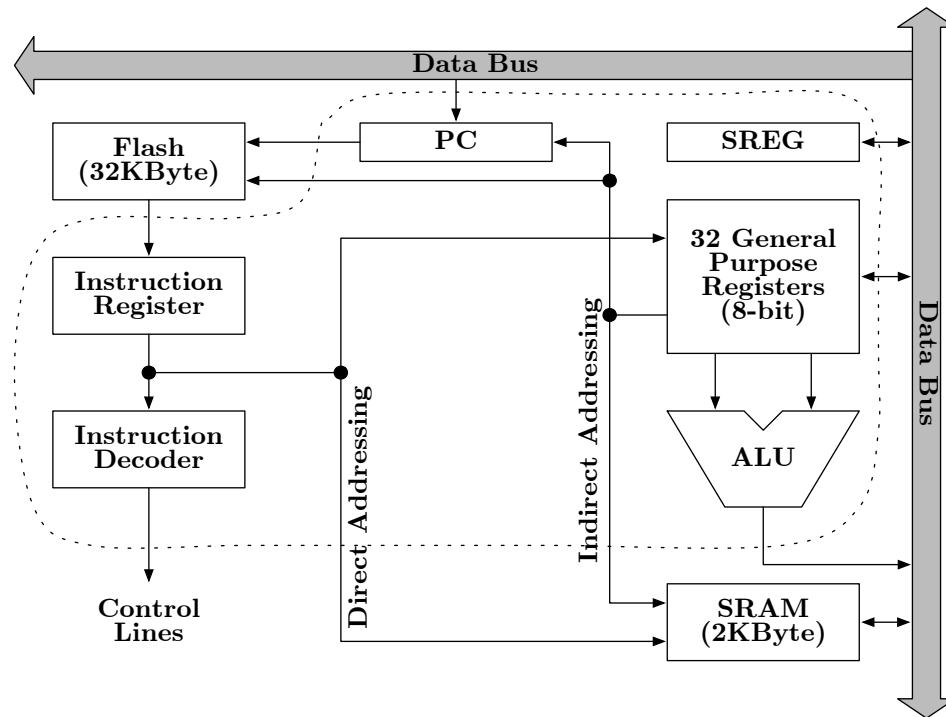 Data Bus
Flash
(32KByte)
PC
SREG
32 General
Purpose
Registers
(8-bit)
Instruction
Register
Data Bus
Indirect Addressing
Direct Addressing
Instruction
Decoder
ALU
Control
Lines
SRAM
(2KByte)